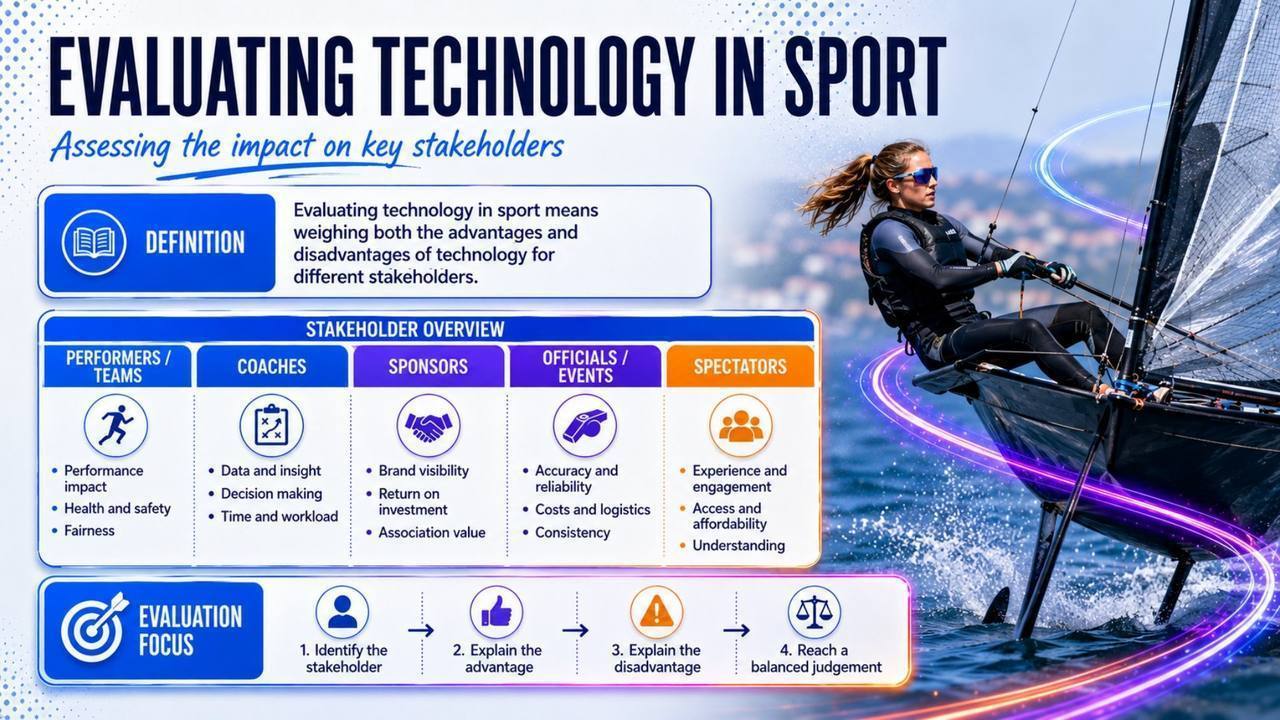 EVALUATING TECHNOLOGY IN SPORT
Assessing the impact on key stakeholders
DEFINITION
Evaluating technology in sport means
weighing both the advantages and
disadvantages of technology for
different stakeholders.
STAKEHOLDER OVERVIEW
PERFORMERS /
TEAMS
• Performance
impact
• Health and safety
• Fairness
COACHES
• Data and insight
• Decision making
• Time and workload
SPONSORS
• Brand visibility
• Return on
investment
• Association value
OFFICIALS /
EVENTS
• Accuracy and
reliability
• Costs and logistics
• Consistency
SPECTATORS
• Experience and
engagement
• Access and
affordability
• Understanding
EVALUATION
FOCUS
1. Identify the
stakeholder
2. Explain the
advantage
3. Explain the
disadvantage
4. Reach a
balanced judgement